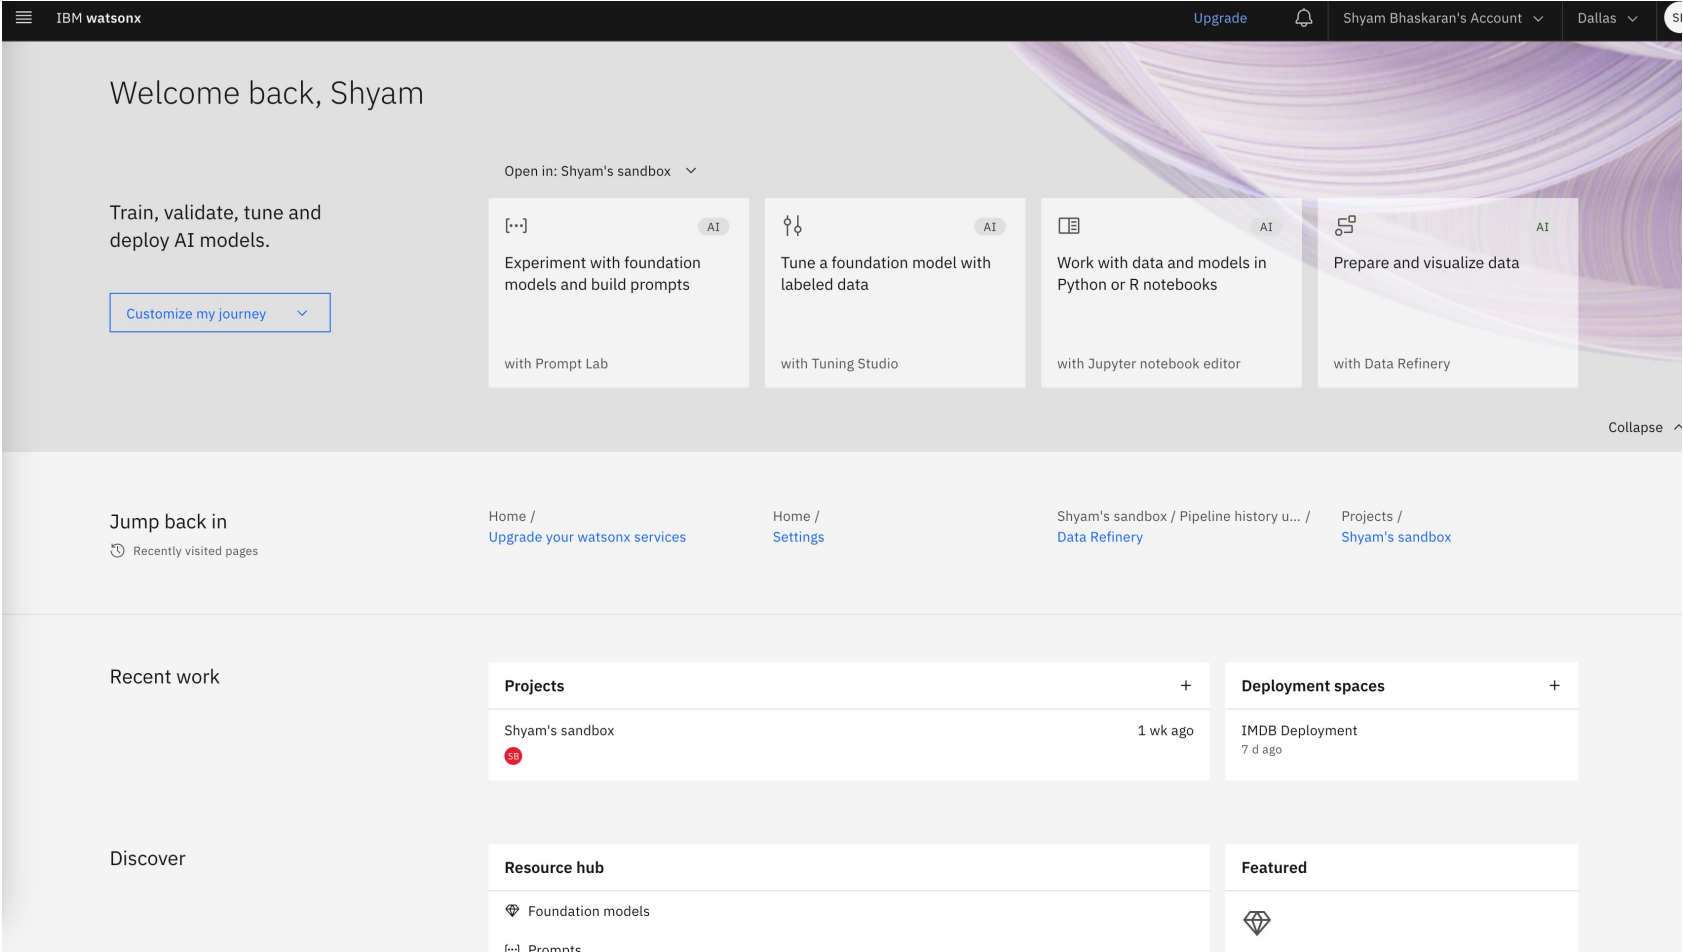 IBM watsonx
Upgrade
Shyam Bhaskaran's Account
Dallas
Welcome back, Shyam
Open in: Shyam's sandbox
Train, validate, tune and
deploy AI models.
Customize my journey
AI
Experiment with foundation
models and build prompts
with Prompt Lab
AI
Tune a foundation model with
labeled data
with Tuning Studio
AI
Work with data and models in
Python or R notebooks
with Jupyter notebook editor
AI
Prepare and visualize data
with Data Refinery
Collapse
Jump back in
Recently visited pages
Home /
Upgrade your watsonx services
Home /
Settings
Shyam's sandbox / Pipeline history u... /
Data Refinery
Projects /
Shyam's sandbox
Recent work
Projects
Shyam's sandbox
1 wk ago
SB
Deployment spaces
IMDB Deployment
7 d ago
Discover
Resource hub
Foundation models
Prompts
Featured